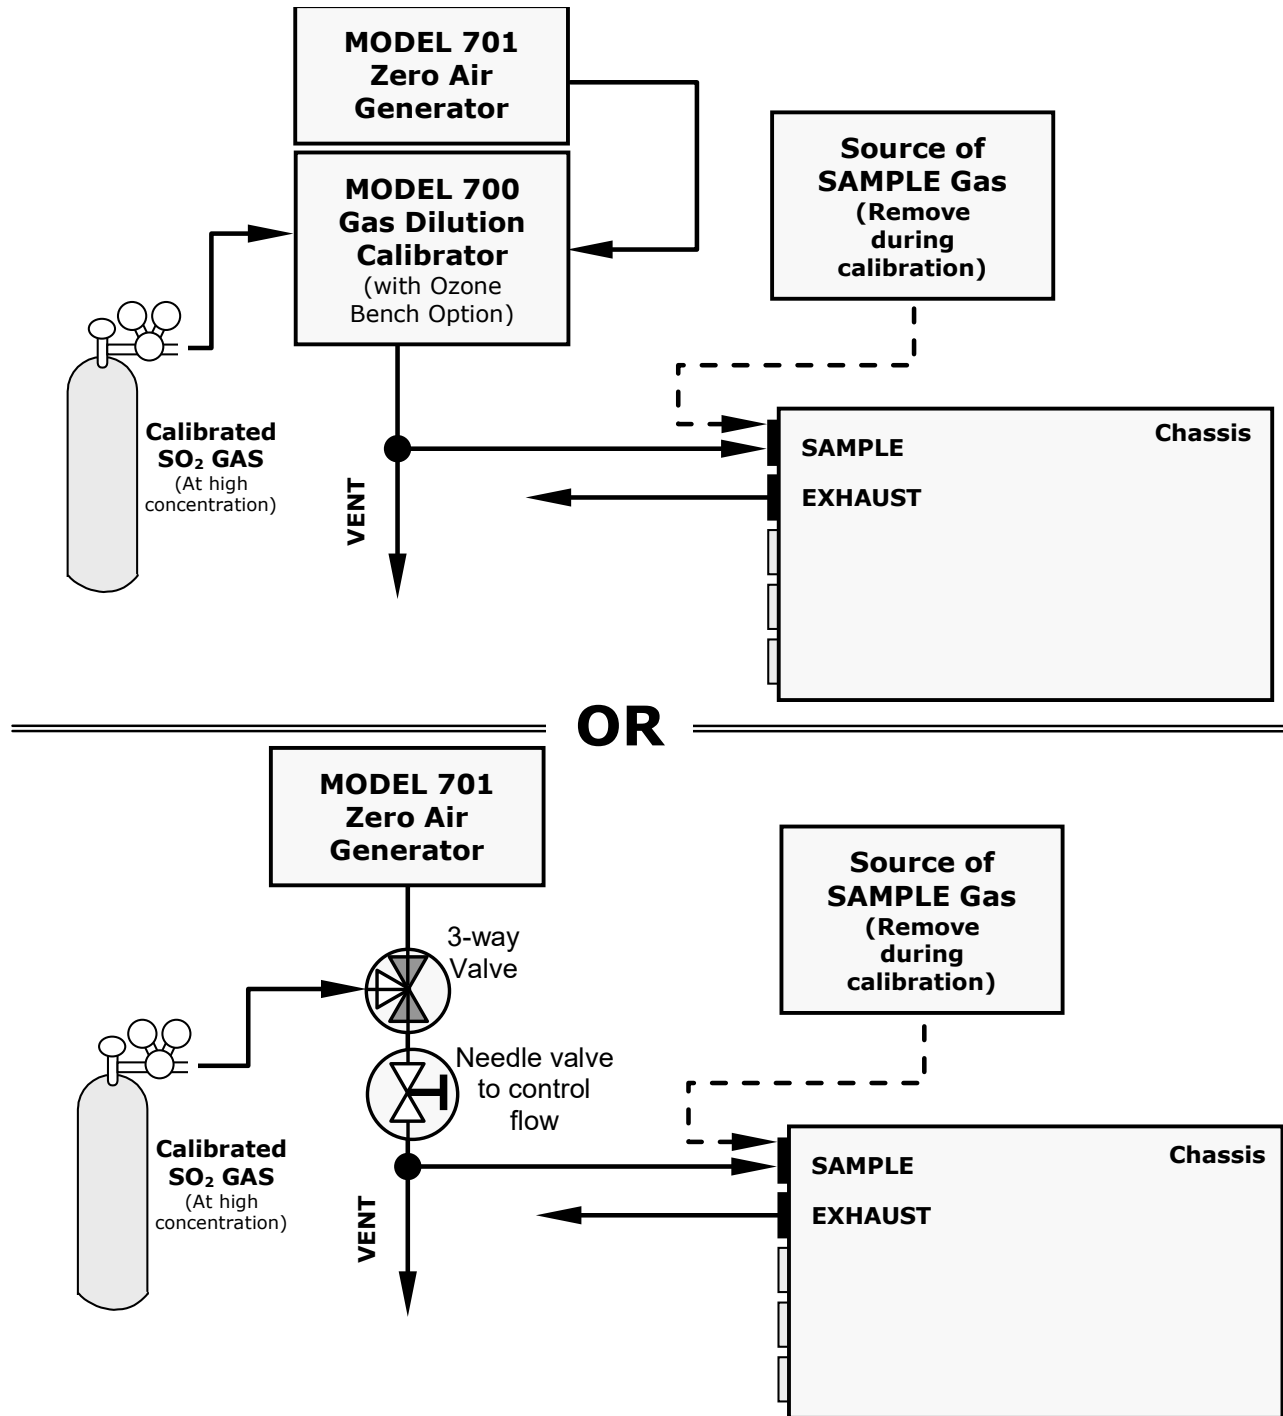 MODEL 701
Zero Air
Generator
MODEL 700
Gas Dilution
Calibrator
(with Ozone
Bench Option)
Source of
SAMPLE Gas
(Remove
during
calibration)
Calibrated
SO₂ GAS
(At high
concentration)
VENT
Chassis
SAMPLE
EXHAUST
OR
MODEL 701
Zero Air
Generator
3-way
Valve
Source of
SAMPLE Gas
(Remove
during
calibration)
Needle valve
to control
flow
Calibrated
SO₂ GAS
(At high
concentration)
VENT
Chassis
SAMPLE
EXHAUST